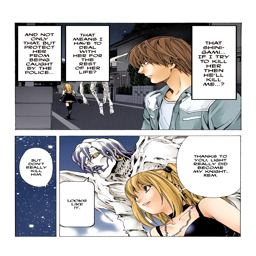 AND NOT
ONLY
THAT, BUT
PROTECT
HER
FROM
BEING
CAUGHT
BY THE
POLICE...
THAT
MEANS I
HAVE TO
DEAL
WITH
HER FOR
THE
REST OF
HER LIFE?
THAT
SHINI-
GAMI...
IF I TRY
TO KILL
HER
THEN
HE'LL
KILL
ME...?
BUT
DON'T
REALLY
KILL
HIM.
LOOKS
LIKE
IT.
THANKS TO
YOU, LIGHT
REALLY DID
BECOME
MY KNIGHT,
REM.